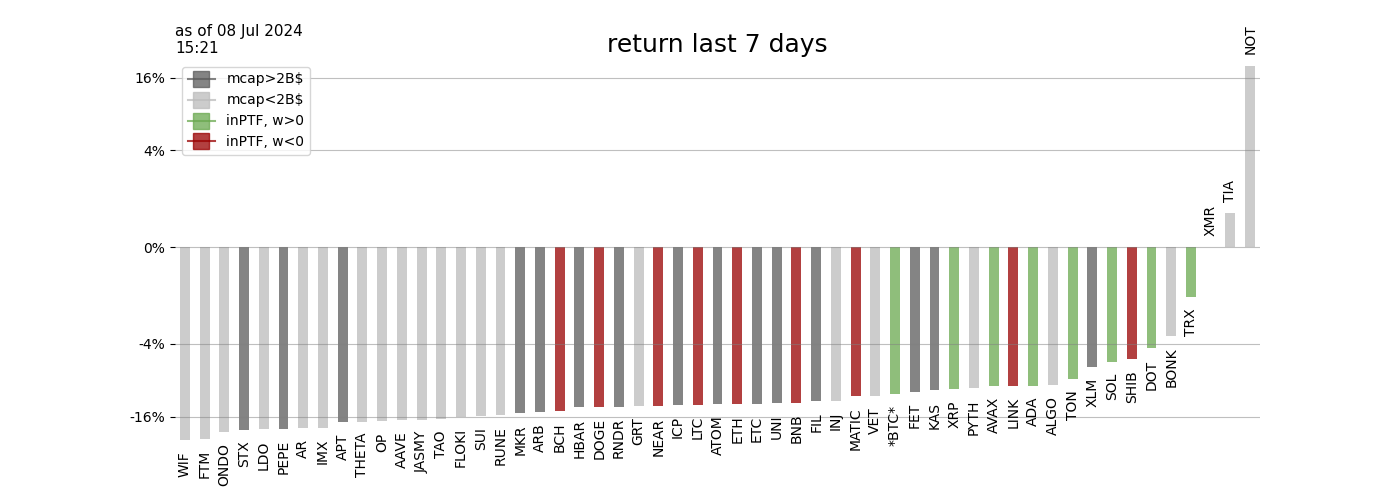 as of 08 Jul 2024
15:21
return last 7 days
mcap>2B$
mcap<2B$
inPTF, w>0
inPTF, w<0
16%
4%
0%
-4%
-16%
WIF
FTM
ONDO
STX
LDO
PEPE
AR
IMX
APT
THETA
OP
AAVE
JASMY
TAO
FLOKI
SUI
RUNE
MKR
ARB
BCH
HBAR
DOGE
RNDR
GRT
NEAR
ICP
LTC
ATOM
ETH
ETC
UNI
BNB
FIL
INJ
MATIC
VET
*BTC*
FET
KAS
XRP
PYTH
AVAX
LINK
ADA
ALGO
TON
XLM
SOL
SHIB
DOT
BONK
TRX
XMR
TIA
NOT